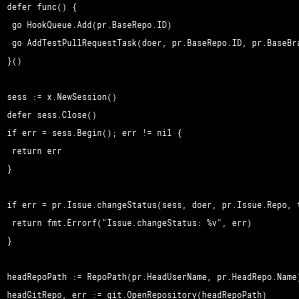 defer func() {
go HookQueue.Add(pr.BaseRepo.ID)
go AddTestPullRequestTask(doer, pr.BaseRepo.ID, pr.BaseBra
}()
sess := x.NewSession()
defer sess.Close()
if err = sess.Begin(); err != nil {
return err
}
if err = pr.Issue.changeStatus(sess, doer, pr.Issue.Repo, t
return fmt.Errorf("Issue.changeStatus: %v", err)
}
headRepoPath := RepoPath(pr.HeadUserName, pr.HeadRepo.Name)
headGitRepo, err := git.OpenRepository(headRepoPath)